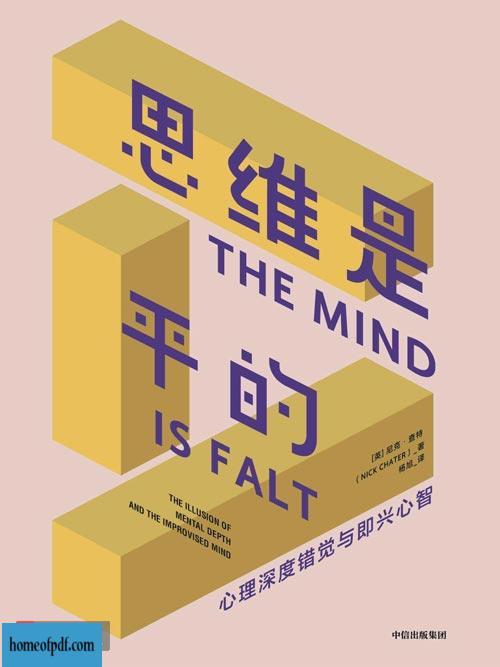 思维是
THE MIND
平的
IS FALT
[英] 尼克·查特
(NICK CHATER)_著
杨旭_译
THE ILLUSION OF
MENTAL DEPTH
AND THE IMPROVISED MIND
心理深度错觉与即兴心智
中信出版集团
homeofpdf.com